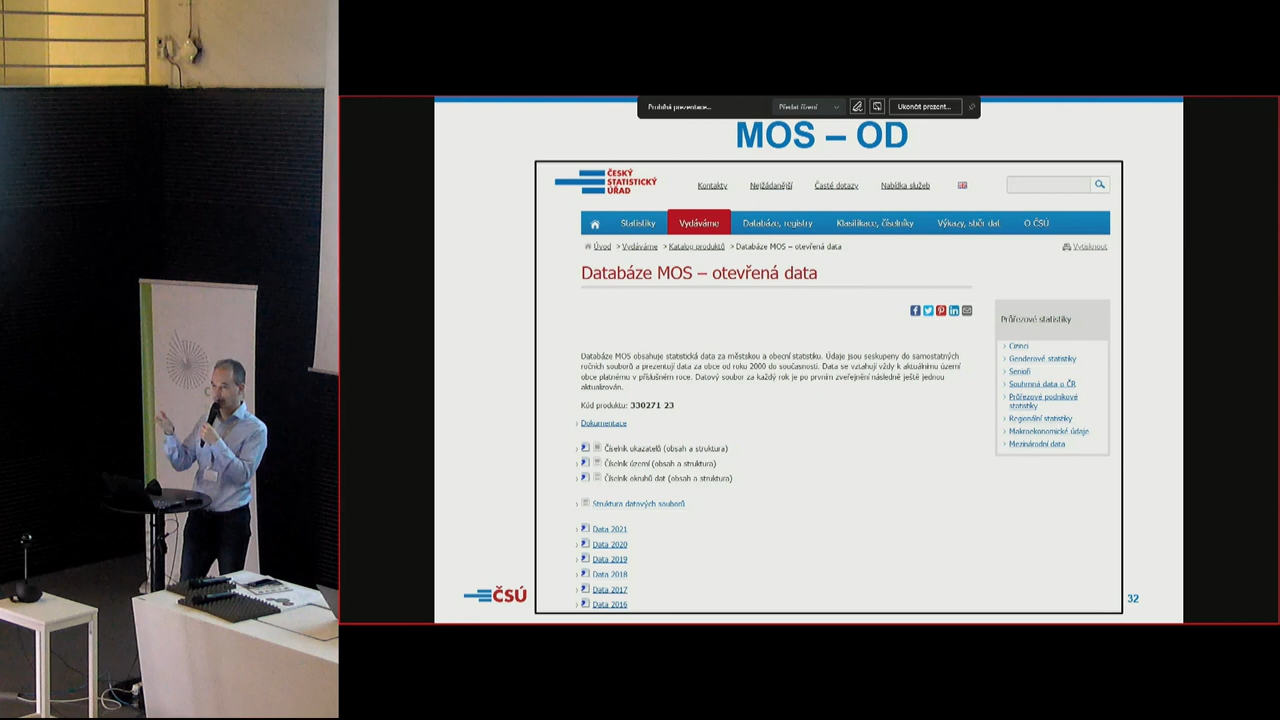 Probíhá prezentace...
Předat řízení
Ukončit prezent...
MOS – OD
ČESKÝ
STATISTICKÝ
ÚŘAD
Kontakty
Nejžádanější
Časté dotazy
Nabídka služeb
Statistiky
Vydáváme
Databáze, registry
Klasifikace, číselníky
Výkazy, sběr dat
O ČSÚ
Úvod > Vydáváme > Katalog produktů > Databáze MOS – otevřená data
Vytisknout
Databáze MOS – otevřená data
Databáze MOS obsahuje statistická data za městskou a obecní statistiku. Údaje jsou seskupeny do samostatných
ročních souborů a prezentují data za obce od roku 2000 do současnosti. Data se vztahují vždy k aktuálnímu území
obce platnému v příslušném roce. Datový soubor za každý rok je po prvním zveřejnění následně ještě jednou
aktualizován.
Kód produktu: 330271-23
Dokumentace
Číselník ukazatelů (obsah a struktura)
Číselník území (obsah a struktura)
Číselník okruhů dat (obsah a struktura)
Struktura datových souborů
Data 2021
Data 2020
Data 2019
Data 2018
Data 2017
Data 2016
Průřezové statistiky
Cizinci
Genderové statistiky
Senioři
Souhrnná data o ČR
Průřezové podnikové
statistiky
Regionální statistiky
Makroekonomické údaje
Mezinárodní data
ČSÚ
32